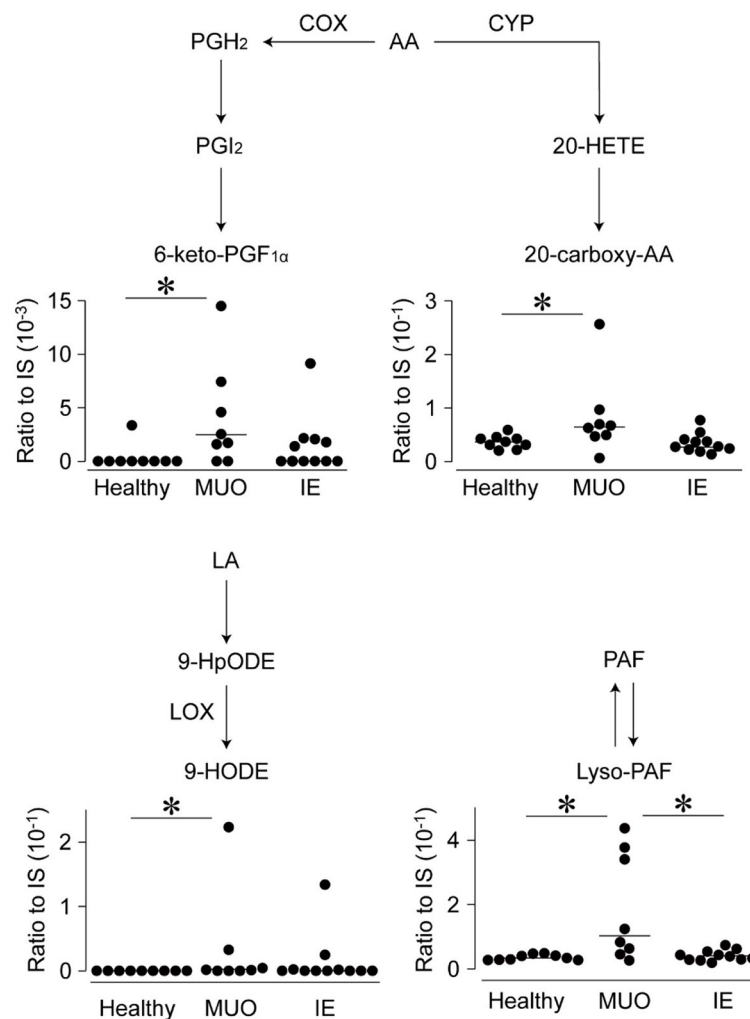 COX CYP
PGH2 AA
PGI2 20-HETE
6-keto-PGF1α 20-carboxy-AA
* *
Ratio to IS (10-3)
15
10
5
0
Healthy MUO IE
Ratio to IS (10-1)
3
2
1
0
Healthy MUO IE
LA
9-HpODE PAF
LOX
9-HODE Lyso-PAF
* * *
Ratio to IS (10-1)
2
1
0
Healthy MUO IE
Ratio to IS (10-1)
4
2
0
Healthy MUO IE